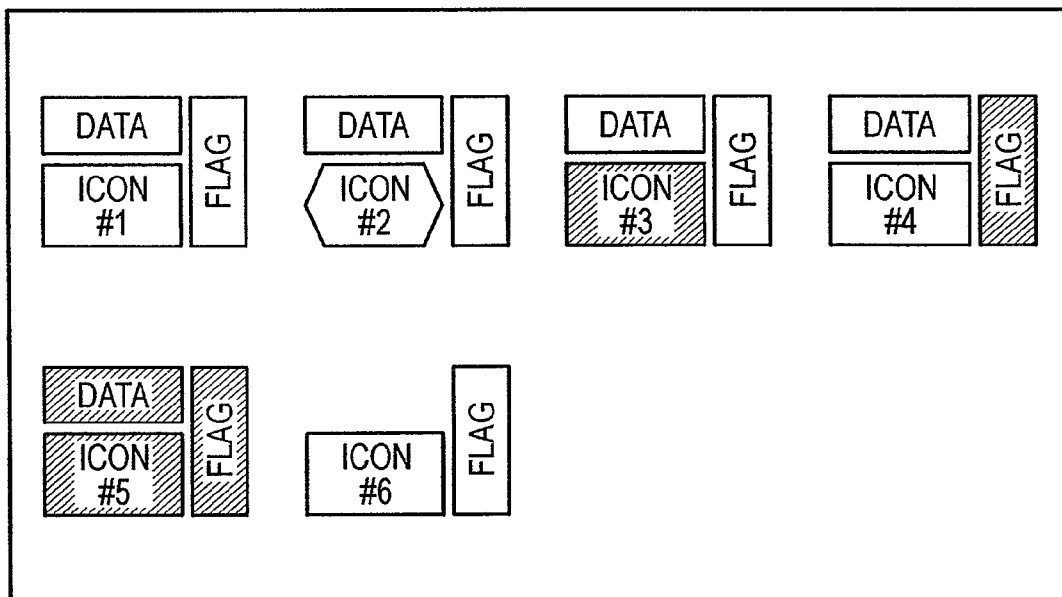 DATA
ICON
#1
FLAG
DATA
ICON
#2
FLAG
DATA
ICON
#3
FLAG
DATA
ICON
#4
FLAG
DATA
ICON
#5
FLAG
ICON
#6
FLAG